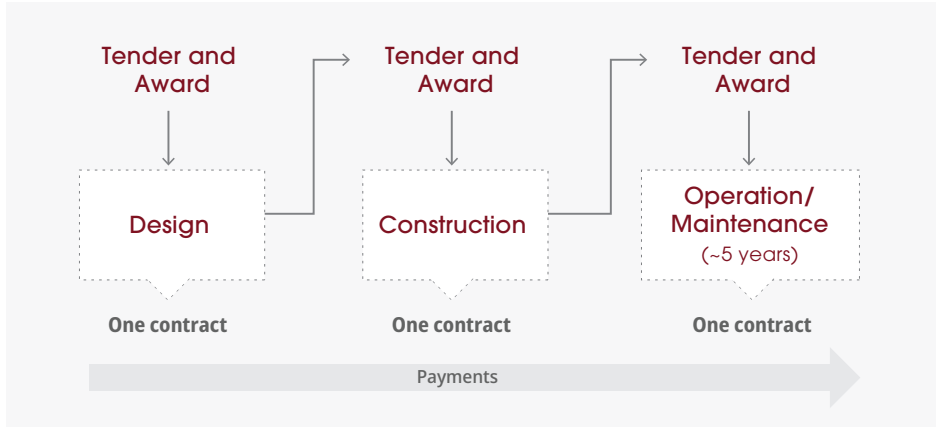 Tender and
Award
Tender and
Award
Tender and
Award
Design
Construction
Operation/
Maintenance
(~5 years)
One contract
One contract
One contract
Payments